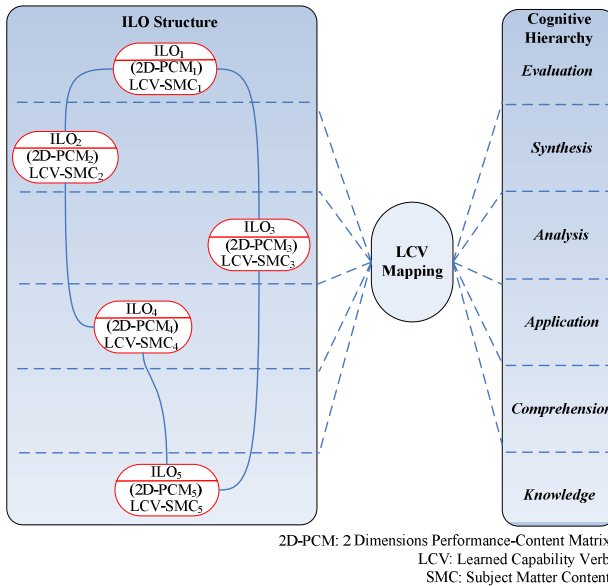 ILO Structure
ILO1
(2D-PCM1)
LCV-SMC1
ILO2
(2D-PCM2)
LCV-SMC2
ILO3
(2D-PCM3)
LCV-SMC3
ILO4
(2D-PCM4)
LCV-SMC4
ILO5
(2D-PCM5)
LCV-SMC5
LCV
Mapping
Cognitive
Hierarchy
Evaluation
Synthesis
Analysis
Application
Comprehension
Knowledge
2D-PCM: 2 Dimensions Performance-Content Matrix
LCV: Learned Capability Verb
SMC: Subject Matter Content